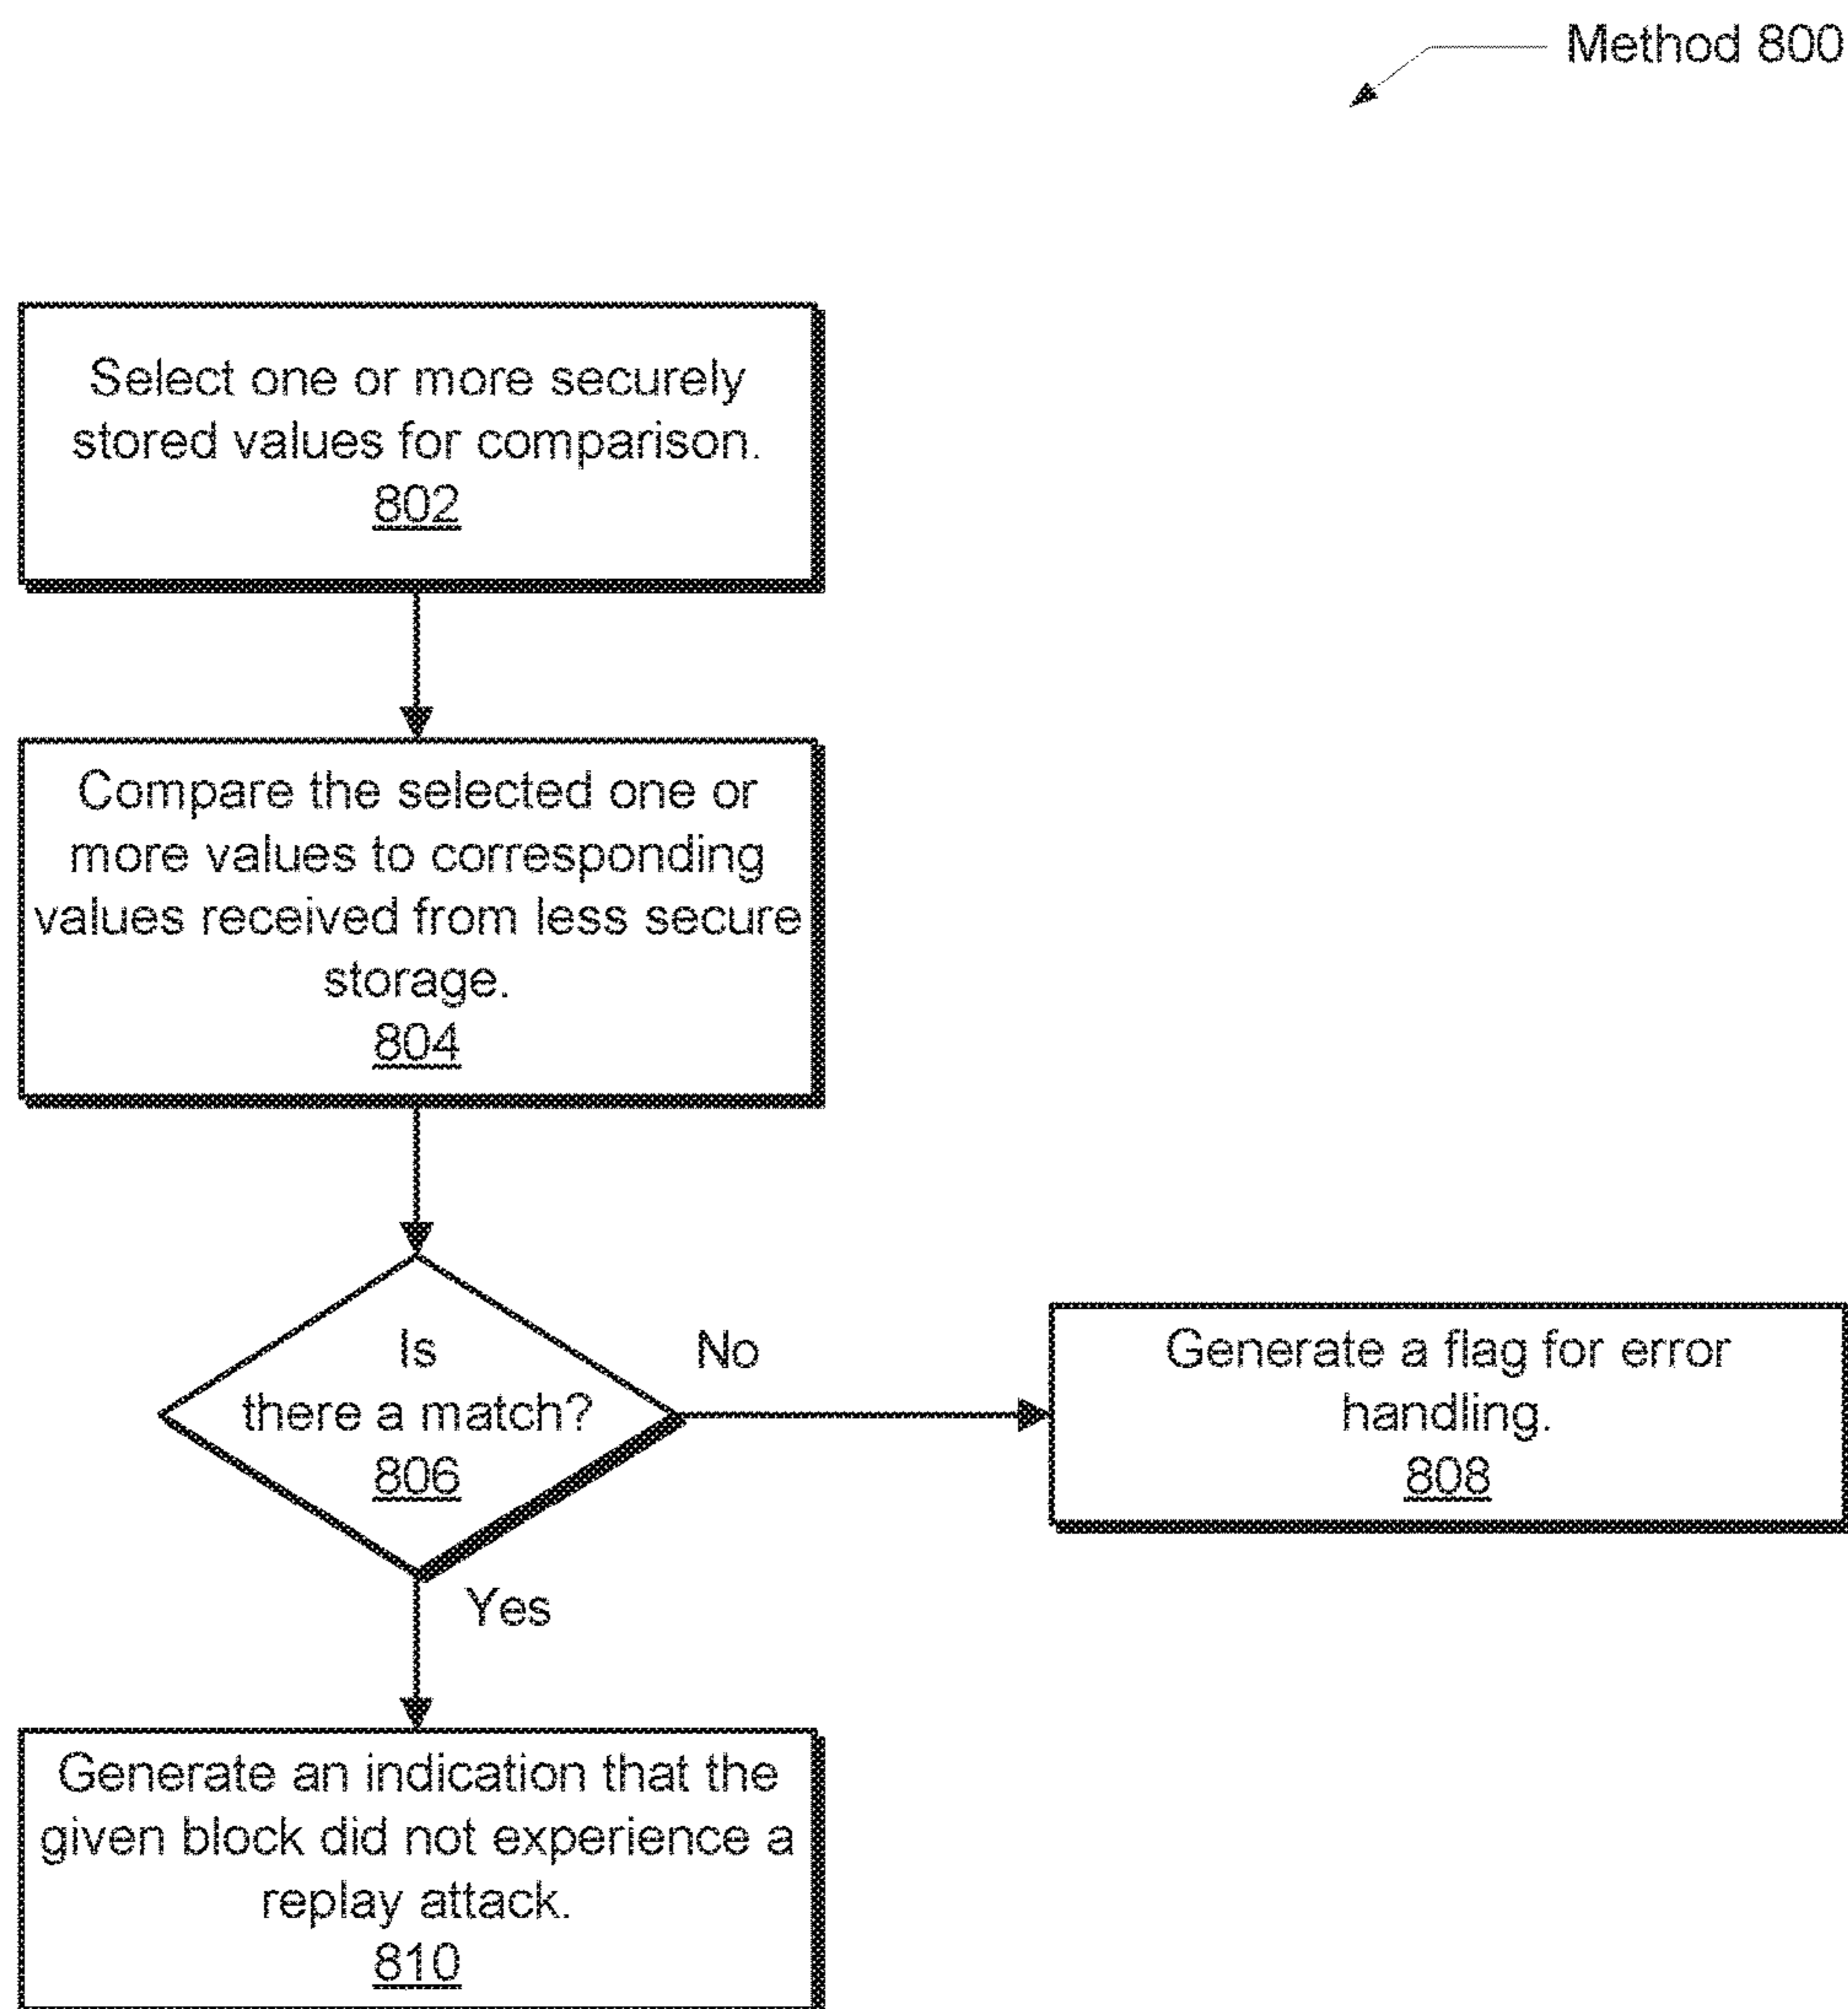 Method 800
Select one or more securely
stored values for comparison.
802
Compare the selected one or
more values to corresponding
values received from less secure
storage.
804
Is
there a match?
806
No
Generate a flag for error
handling.
808
Yes
Generate an indication that the
given block did not experience a
replay attack.
810